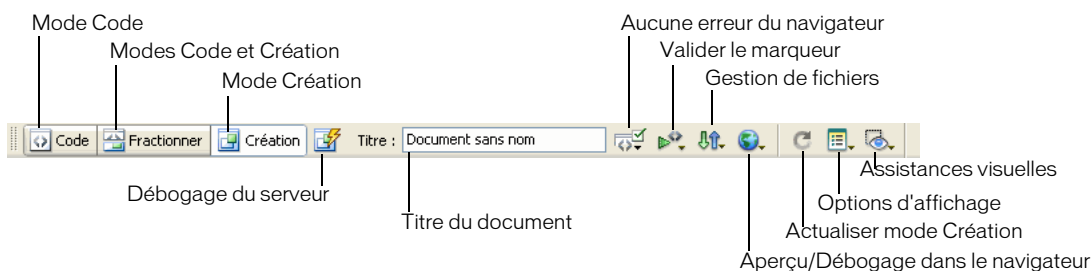 Mode Code
Aucune erreur du navigateur
Modes Code et Création
Valider le marqueur
Mode Création
Gestion de fichiers
Code Fractionner Création Titre : Document sans nom
Débogage du serveur
Assistances visuelles
Titre du document
Options d'affichage
Actualiser mode Création
Aperçu/Débogage dans le navigateur